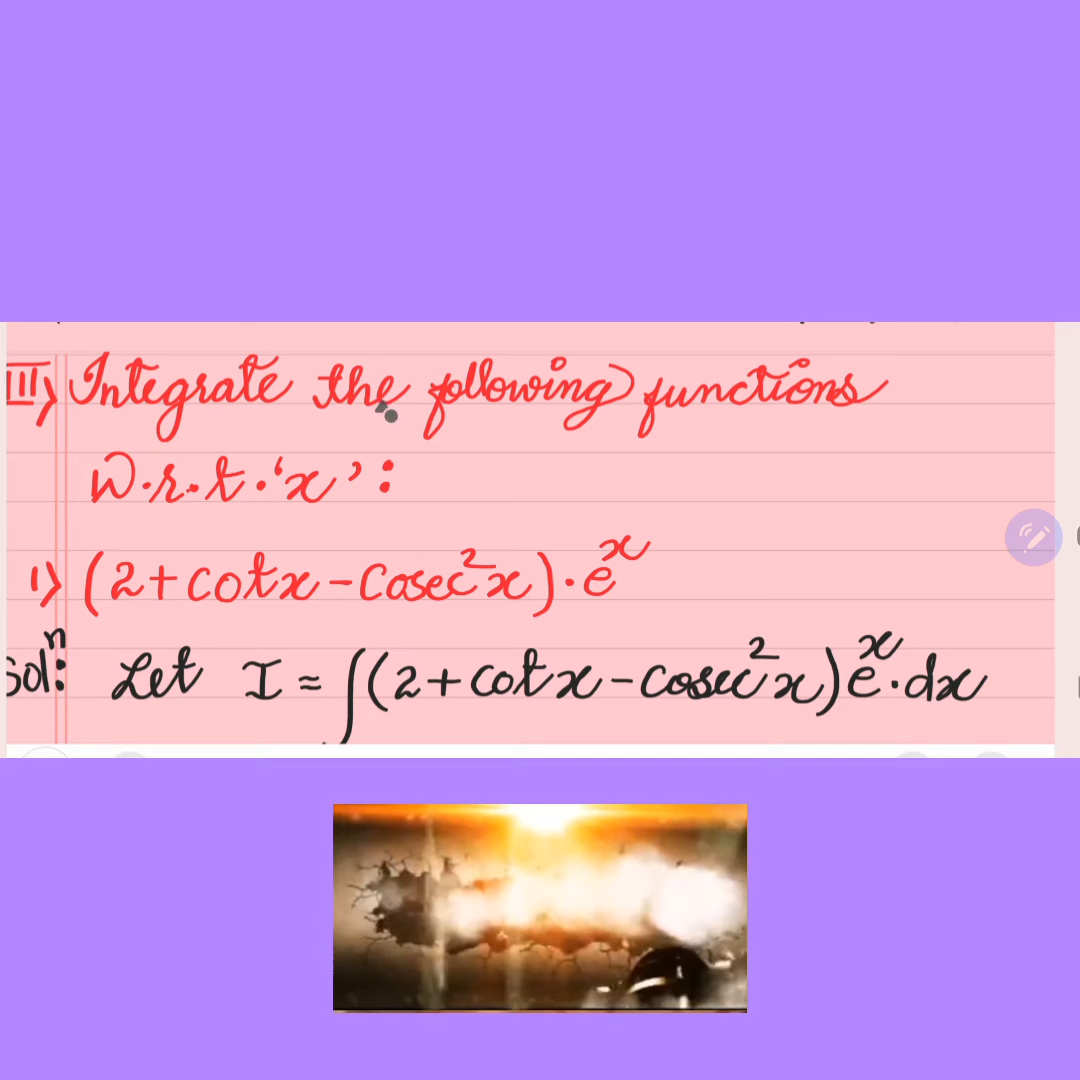 III) Integrate the following functions
w.r.t. 'x' :
1) (2+cotx-cosec²x)·eˣ
Solⁿ: Let I = ∫(2+cotx-cosec²x)eˣ·dx